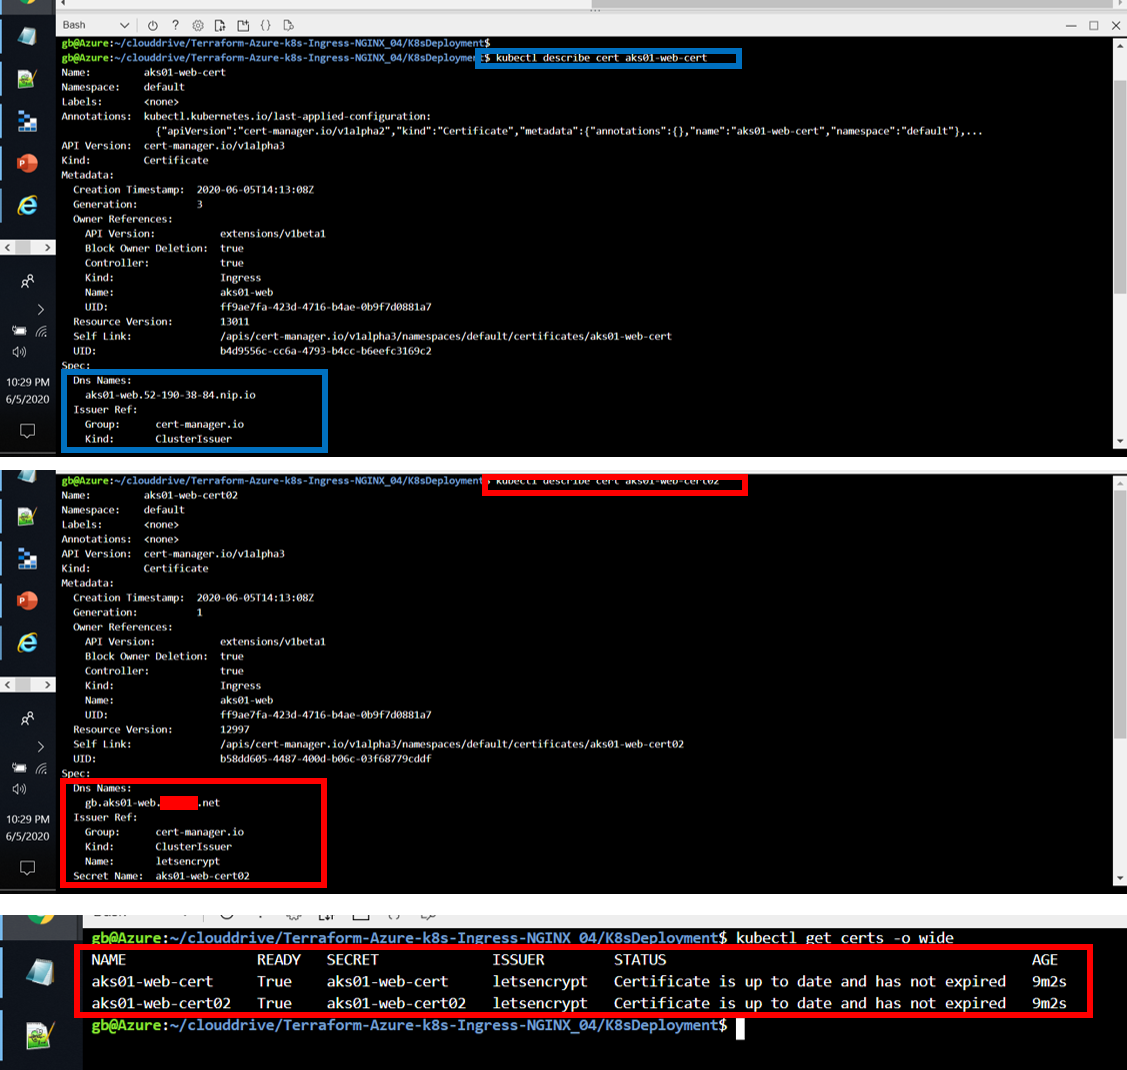 Bash
gb@Azure:~/clouddrive/Terraform-Azure-k8s-Ingress-NGINX_04/K8sDeployment$
gb@Azure:~/clouddrive/Terraform-Azure-k8s-Ingress-NGINX_04/K8sDeployment$ kubectl describe cert aks01-web-cert
Name: aks01-web-cert
Namespace: default
Labels: <none>
Annotations: kubectl.kubernetes.io/last-applied-configuration:
{"apiVersion":"cert-manager.io/v1alpha2","kind":"Certificate","metadata":{"annotations":{},"name":"aks01-web-cert","namespace":"default"},...
API Version: cert-manager.io/v1alpha3
Kind: Certificate
Metadata:
Creation Timestamp: 2020-06-05T14:13:08Z
Generation: 3
Owner References:
API Version: extensions/v1beta1
Block Owner Deletion: true
Controller: true
Kind: Ingress
Name: aks01-web
UID: ff9ae7fa-423d-4716-b4ae-0b9f7d0881a7
Resource Version: 13011
Self Link: /apis/cert-manager.io/v1alpha3/namespaces/default/certificates/aks01-web-cert
UID: b4d9556c-cc6a-4793-b4cc-b6eefc3169c2
Spec:
Dns Names:
aks01-web.52-190-38-84.nip.io
Issuer Ref:
Group: cert-manager.io
Kind: ClusterIssuer
10:29 PM
6/5/2020
gb@Azure:~/clouddrive/Terraform-Azure-k8s-Ingress-NGINX_04/K8sDeployment$ kubectl describe cert aks01-web-cert02
Name: aks01-web-cert02
Namespace: default
Labels: <none>
Annotations: <none>
API Version: cert-manager.io/v1alpha3
Kind: Certificate
Metadata:
Creation Timestamp: 2020-06-05T14:13:08Z
Generation: 1
Owner References:
API Version: extensions/v1beta1
Block Owner Deletion: true
Controller: true
Kind: Ingress
Name: aks01-web
UID: ff9ae7fa-423d-4716-b4ae-0b9f7d0881a7
Resource Version: 12997
Self Link: /apis/cert-manager.io/v1alpha3/namespaces/default/certificates/aks01-web-cert02
UID: b58dd605-4487-400d-b06c-03f68779cddf
Spec:
Dns Names:
gb.aks01-web. .net
Issuer Ref:
Group: cert-manager.io
Kind: ClusterIssuer
Name: letsencrypt
Secret Name: aks01-web-cert02
10:29 PM
6/5/2020
gb@Azure:~/clouddrive/Terraform-Azure-k8s-Ingress-NGINX_04/K8sDeployment$ kubectl get certs -o wide
NAME READY SECRET ISSUER STATUS AGE
aks01-web-cert True aks01-web-cert letsencrypt Certificate is up to date and has not expired 9m2s
aks01-web-cert02 True aks01-web-cert02 letsencrypt Certificate is up to date and has not expired 9m2s
gb@Azure:~/clouddrive/Terraform-Azure-k8s-Ingress-NGINX_04/K8sDeployment$